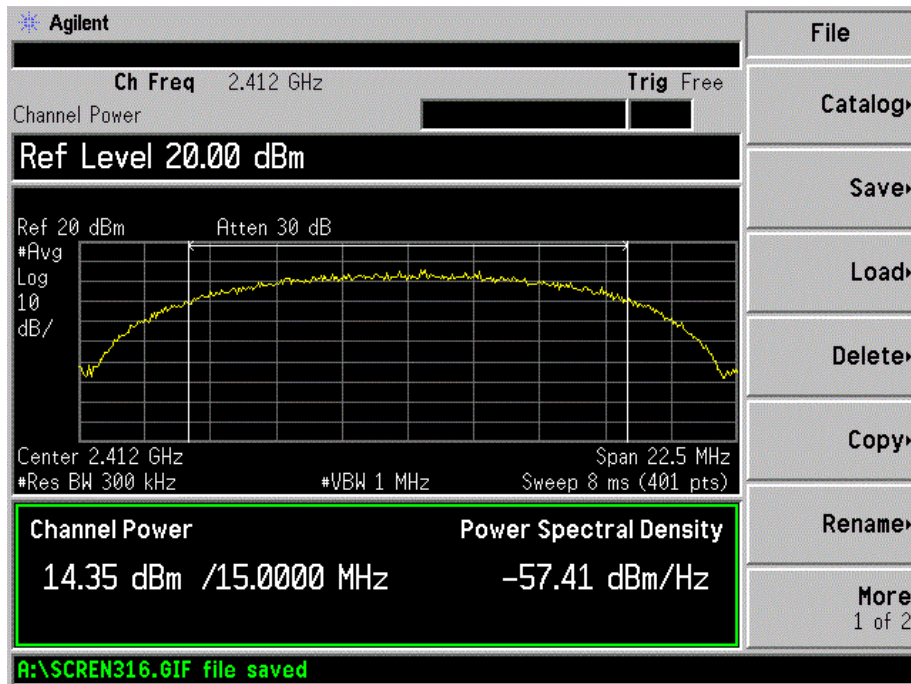 Agilent
Ch Freq 2.412 GHz Trig Free
Channel Power
Ref Level 20.00 dBm
Ref 20 dBm Atten 30 dB
#Avg
Log
10
dB/
Center 2.412 GHz Span 22.5 MHz
#Res BW 300 kHz #VBW 1 MHz Sweep 8 ms (401 pts)
Channel Power Power Spectral Density
14.35 dBm /15.0000 MHz -57.41 dBm/Hz
A:\SCREN316.GIF file saved
File
Catalog
Save
Load
Delete
Copy
Rename
More
1 of 2